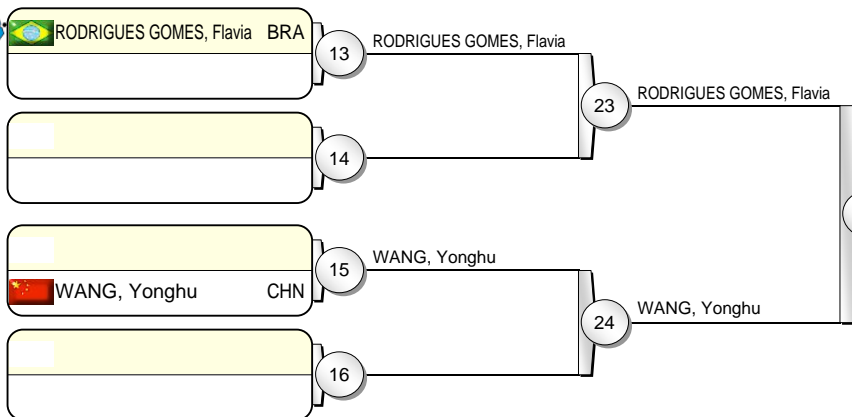 RODRIGUES GOMES, Flavia BRA
13
RODRIGUES GOMES, Flavia
23
RODRIGUES GOMES, Flavia
14
15
WANG, Yonghu
WANG, Yonghu CHN
24
WANG, Yonghu
16